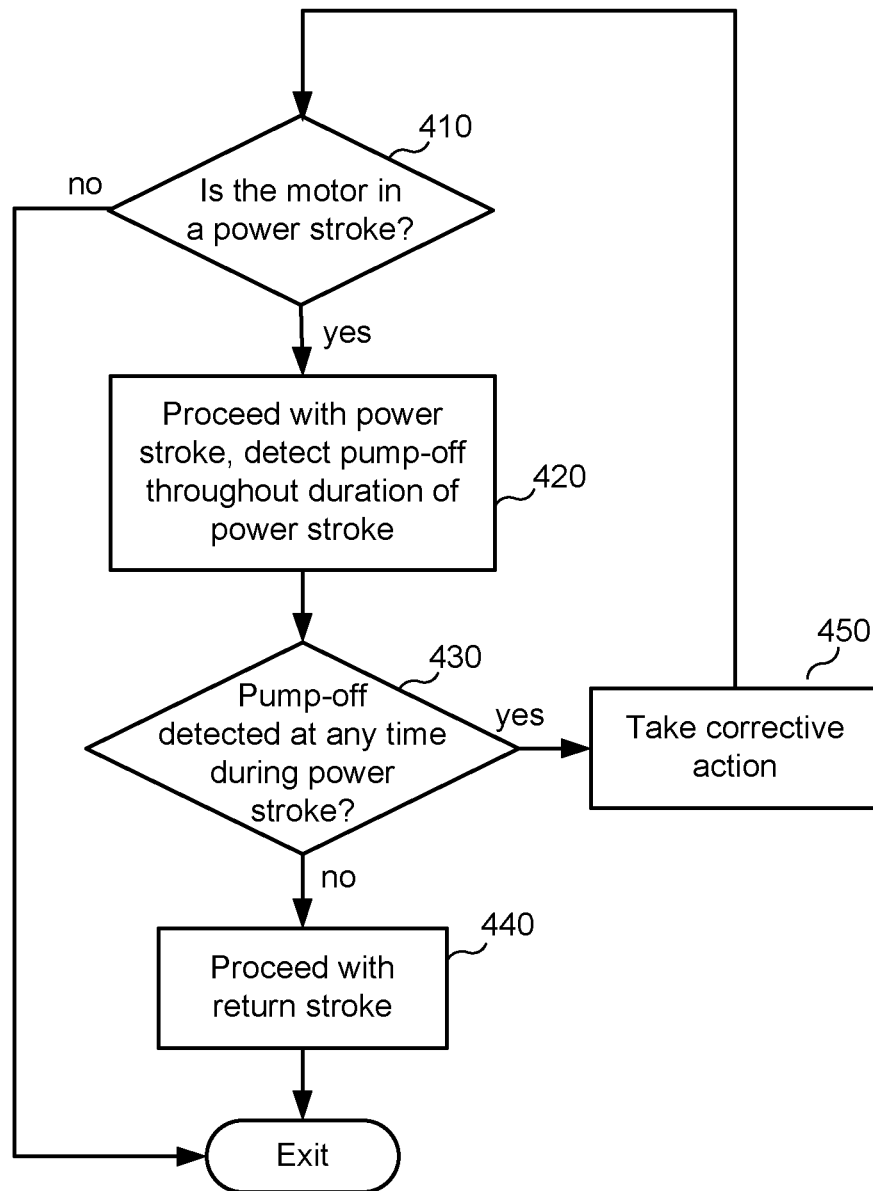 410
no
Is the motor in
a power stroke?
yes
Proceed with power
stroke, detect pump-off
throughout duration of
power stroke
420
430
Pump-off
detected at any time
during power
stroke?
yes
450
Take corrective
action
no
440
Proceed with
return stroke
Exit